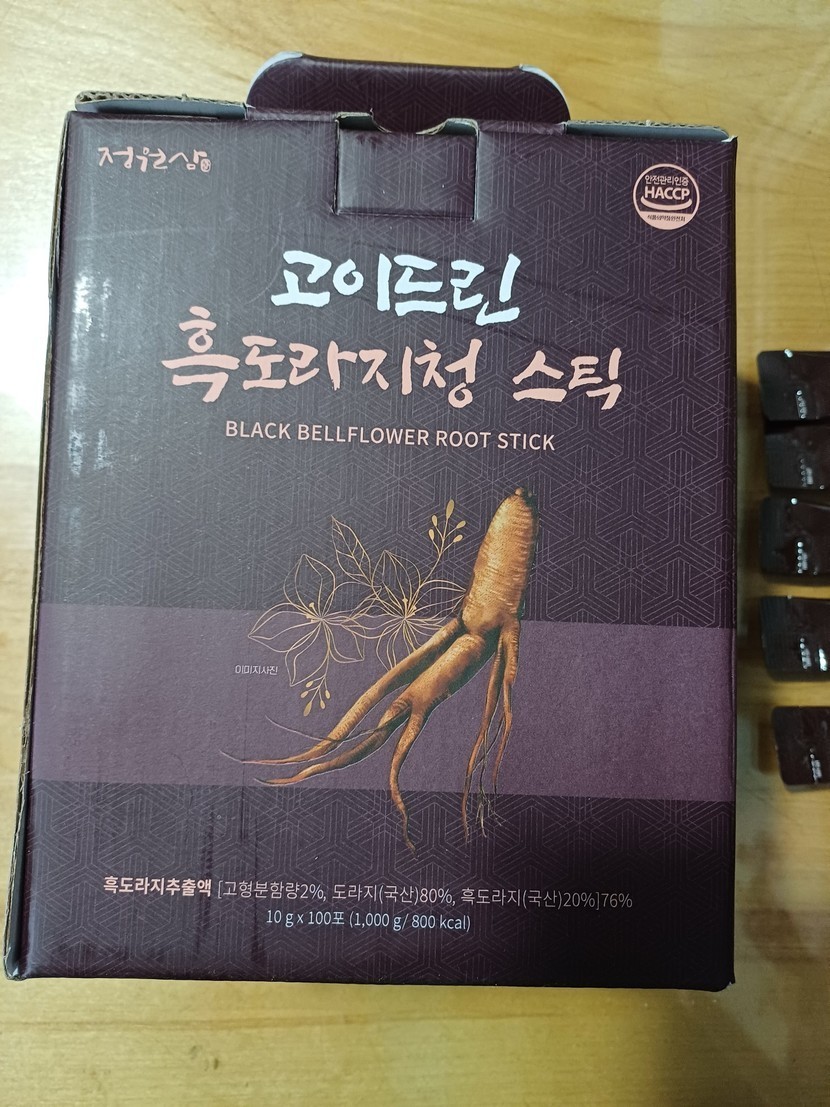 정원삼
안전관리인증
HACCP
식품의약품안전처
고이드린
흑도라지청 스틱
BLACK BELLFLOWER ROOT STICK
이미지사진
흑도라지추출액 [고형분함량2%, 도라지(국산)80%, 흑도라지(국산)20%]76%
10 g x 100포 (1,000 g/ 800 kcal)